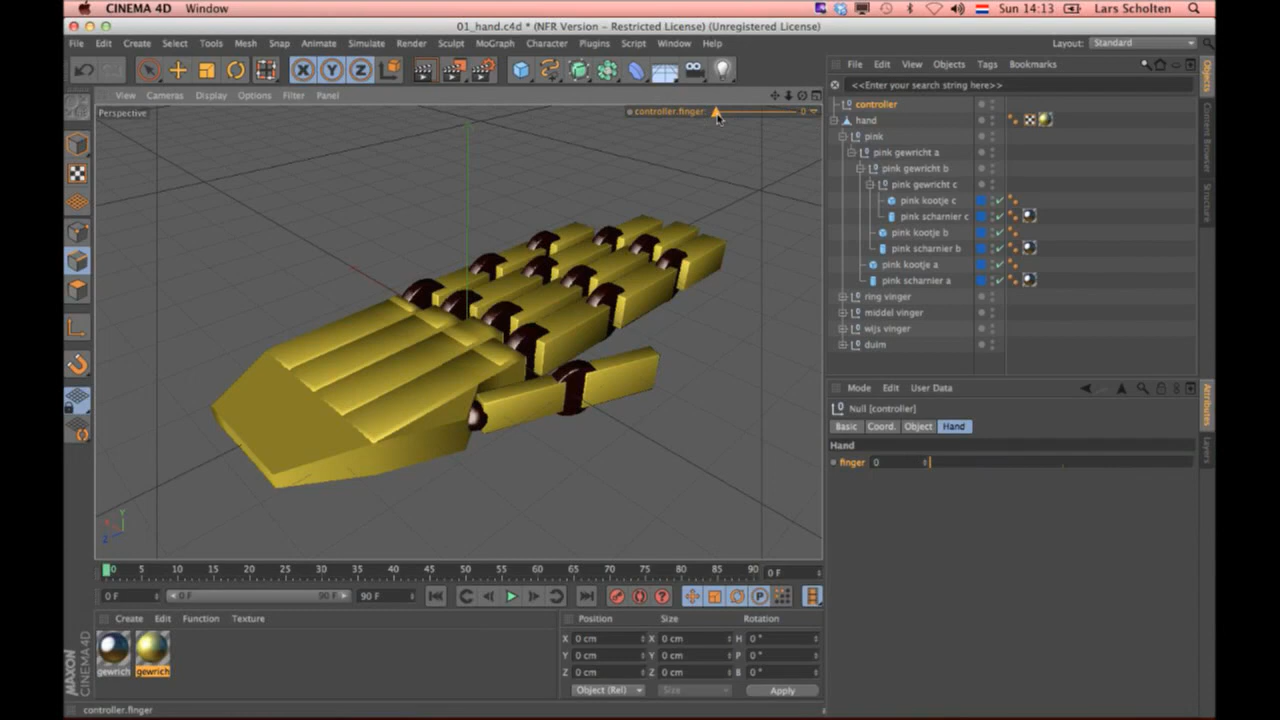 CINEMA 4D Window Sun 14:13 Lars Scholten
01_hand.c4d * (NFR Version - Restricted License) (Unregistered License)
File Edit Create Select Tools Mesh Snap Animate Simulate Render Sculpt MoGraph Character Plugins Script Window Help Layout: Standard
X Y Z
File Edit View Objects Tags Bookmarks
<<Enter your search string here>>
View Cameras Display Options Filter Panel
Perspective
controller.finger: 0
controller
hand
pink
pink gewricht a
pink gewricht b
pink gewricht c
pink kootje c
pink scharnier c
pink kootje b
pink scharnier b
pink kootje a
pink scharnier a
ring vinger
middel vinger
wijs vinger
duim
Objects
Content Browser
Structure
Mode Edit User Data
Null [controller]
Basic Coord. Object Hand
Hand
finger 0
Attributes
Layers
Y
X
Z
0 5 10 15 20 25 30 35 40 45 50 55 60 65 70 75 80 85 90 0 F
0 F 0 F 90 F 90 F
Create Edit Function Texture
gewrich gewrich
Position Size Rotation
X 0 cm X 0 cm H 0 °
Y 0 cm Y 0 cm P 0 °
Z 0 cm Z 0 cm B 0 °
Object (Rel) Size Apply
MAXON
CINEMA 4D
controller.finger